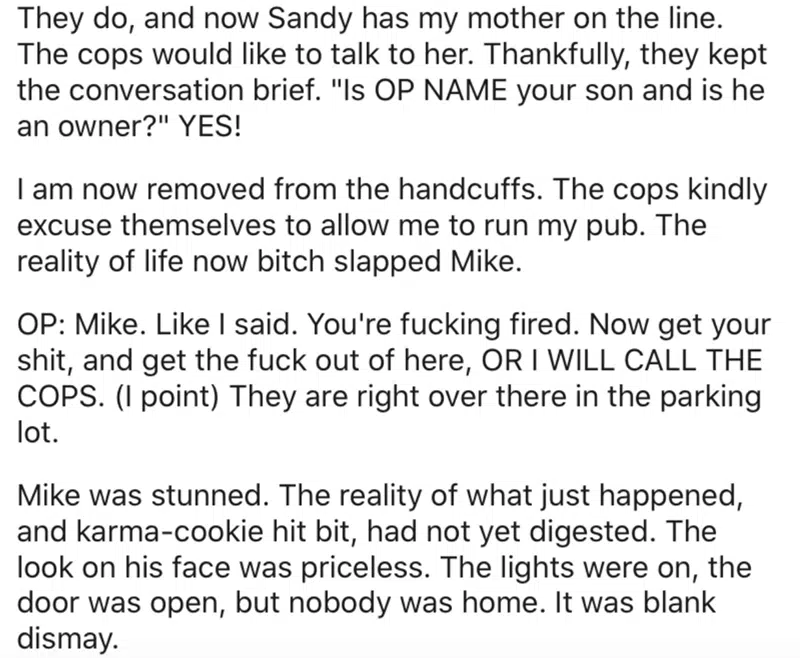 They do, and now Sandy has my mother on the line.
The cops would like to talk to her. Thankfully, they kept
the conversation brief. "Is OP NAME your son and is he
an owner?" YES!
I am now removed from the handcuffs. The cops kindly
excuse themselves to allow me to run my pub. The
reality of life now bitch slapped Mike.
OP: Mike. Like I said. You're fucking fired. Now get your
shit, and get the fuck out of here, OR I WILL CALL THE
COPS. (I point) They are right over there in the parking
lot.
Mike was stunned. The reality of what just happened,
and karma-cookie hit bit, had not yet digested. The
look on his face was priceless. The lights were on, the
door was open, but nobody was home. It was blank
dismay.